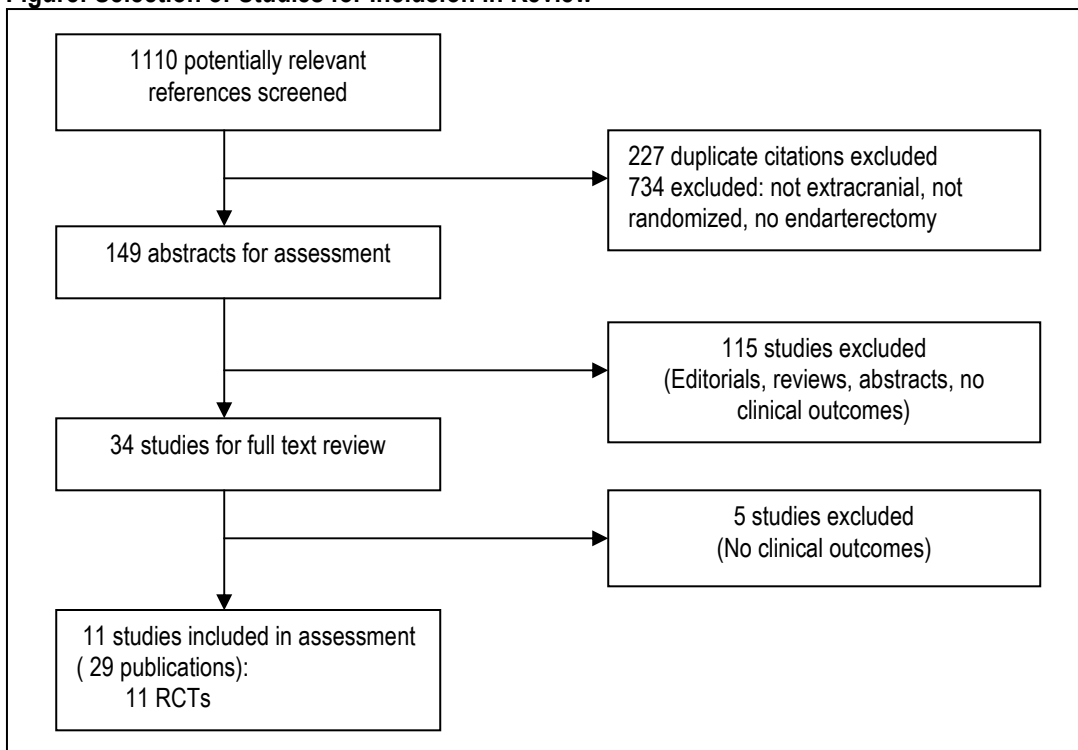 Figure: Selection of Studies for Inclusion in Review
1110 potentially relevant
references screened
227 duplicate citations excluded
734 excluded: not extracranial, not
randomized, no endarterectomy
149 abstracts for assessment
115 studies excluded
(Editorials, reviews, abstracts, no
clinical outcomes)
34 studies for full text review
5 studies excluded
(No clinical outcomes)
11 studies included in assessment
( 29 publications):
11 RCTs